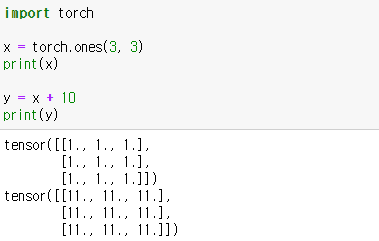 import torch
x = torch.ones(3, 3)
print(x)
y = x + 10
print(y)
tensor([[1., 1., 1.],
[1., 1., 1.],
[1., 1., 1.]])
tensor([[11., 11., 11.],
[11., 11., 11.],
[11., 11., 11.]])